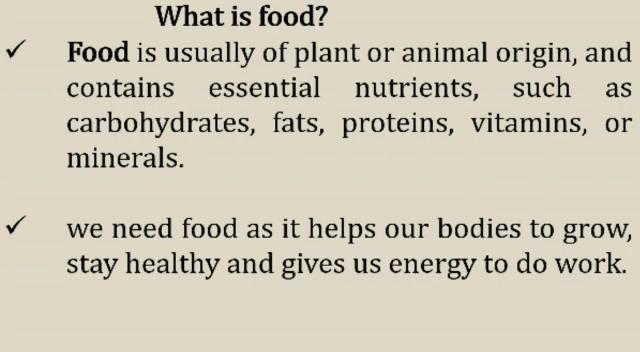 What is food?
✓ Food is usually of plant or animal origin, and
contains essential nutrients, such as
carbohydrates, fats, proteins, vitamins, or
minerals.
✓ we need food as it helps our bodies to grow,
stay healthy and gives us energy to do work.